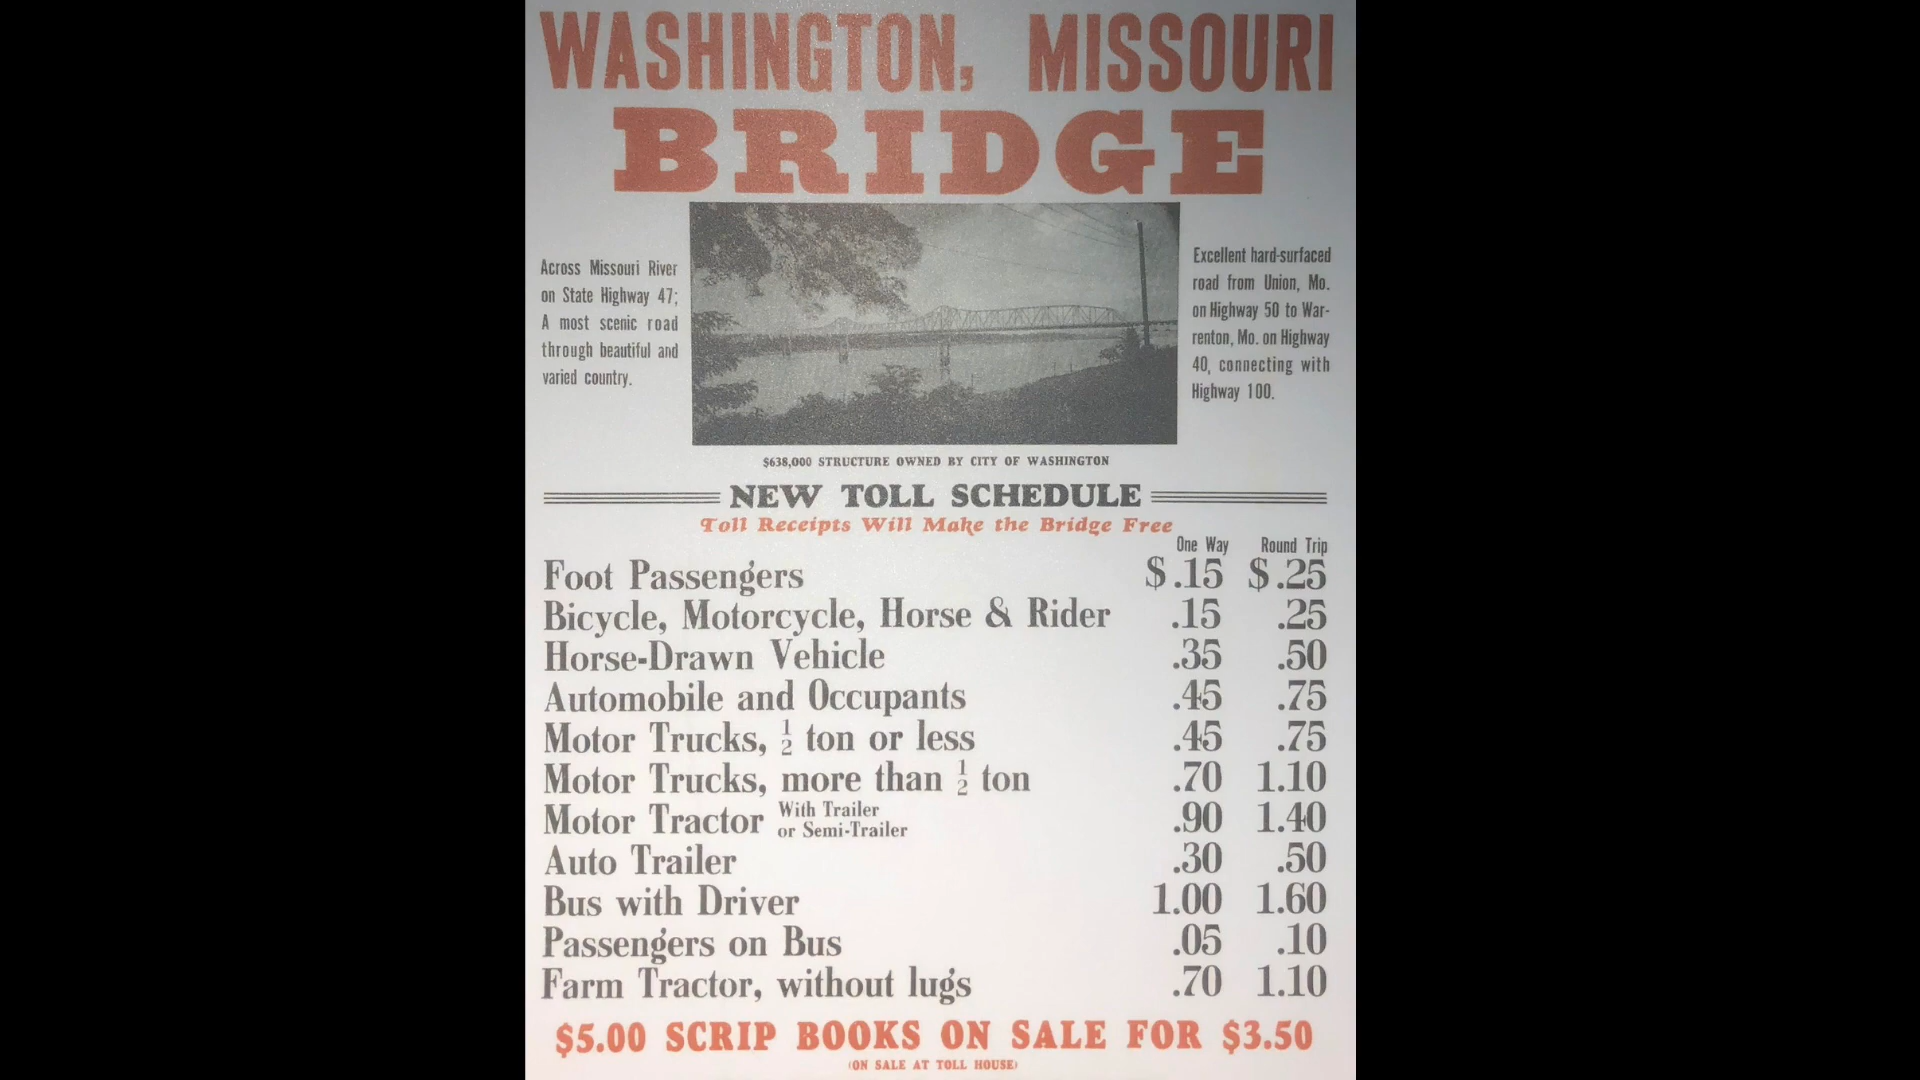 WASHINGTON, MISSOURI
BRIDGE
Across Missouri River
on State Highway 47;
A most scenic road
through beautiful and
varied country.
Excellent hard-surfaced
road from Union, Mo.
on Highway 50 to War-
renton, Mo. on Highway
40, connecting with
Highway 100.
$638,000 STRUCTURE OWNED BY CITY OF WASHINGTON
NEW TOLL SCHEDULE
Toll Receipts Will Make the Bridge Free
One Way Round Trip
Foot Passengers $.15 $.25
Bicycle, Motorcycle, Horse & Rider .15 .25
Horse-Drawn Vehicle .35 .50
Automobile and Occupants .45 .75
Motor Trucks, ½ ton or less .45 .75
Motor Trucks, more than ½ ton .70 1.10
Motor Tractor With Trailer or Semi-Trailer .90 1.40
Auto Trailer .30 .50
Bus with Driver 1.00 1.60
Passengers on Bus .05 .10
Farm Tractor, without lugs .70 1.10
$5.00 SCRIP BOOKS ON SALE FOR $3.50
(ON SALE AT TOLL HOUSE)